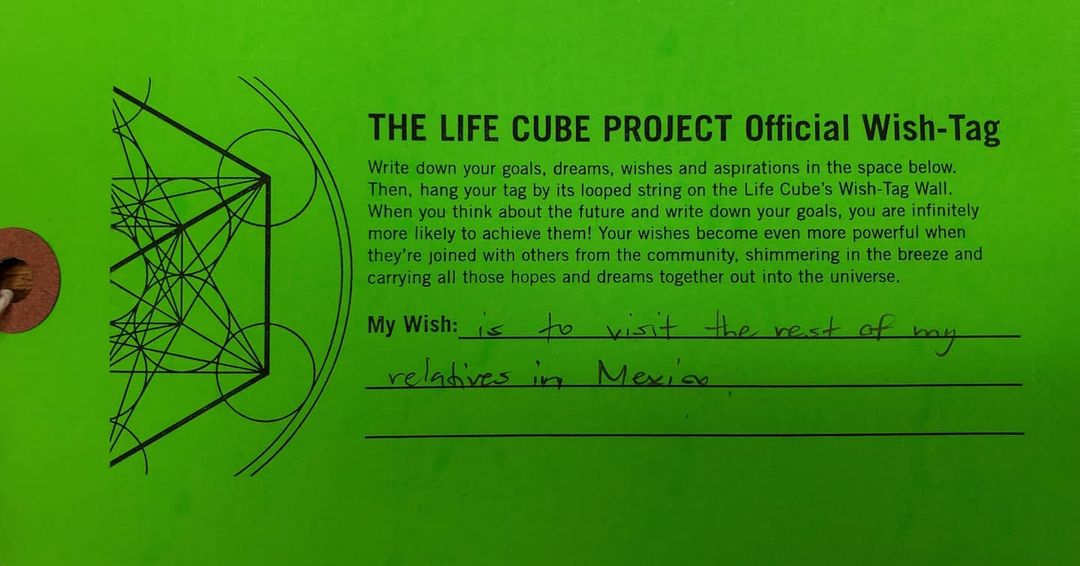 THE LIFE CUBE PROJECT Official Wish-Tag
Write down your goals, dreams, wishes and aspirations in the space below.
Then, hang your tag by its looped string on the Life Cube's Wish-Tag Wall.
When you think about the future and write down your goals, you are infinitely
more likely to achieve them! Your wishes become even more powerful when
they're joined with others from the community, shimmering in the breeze and
carrying all those hopes and dreams together out into the universe.
My Wish: is to visit the rest of my
relatives in Mexico